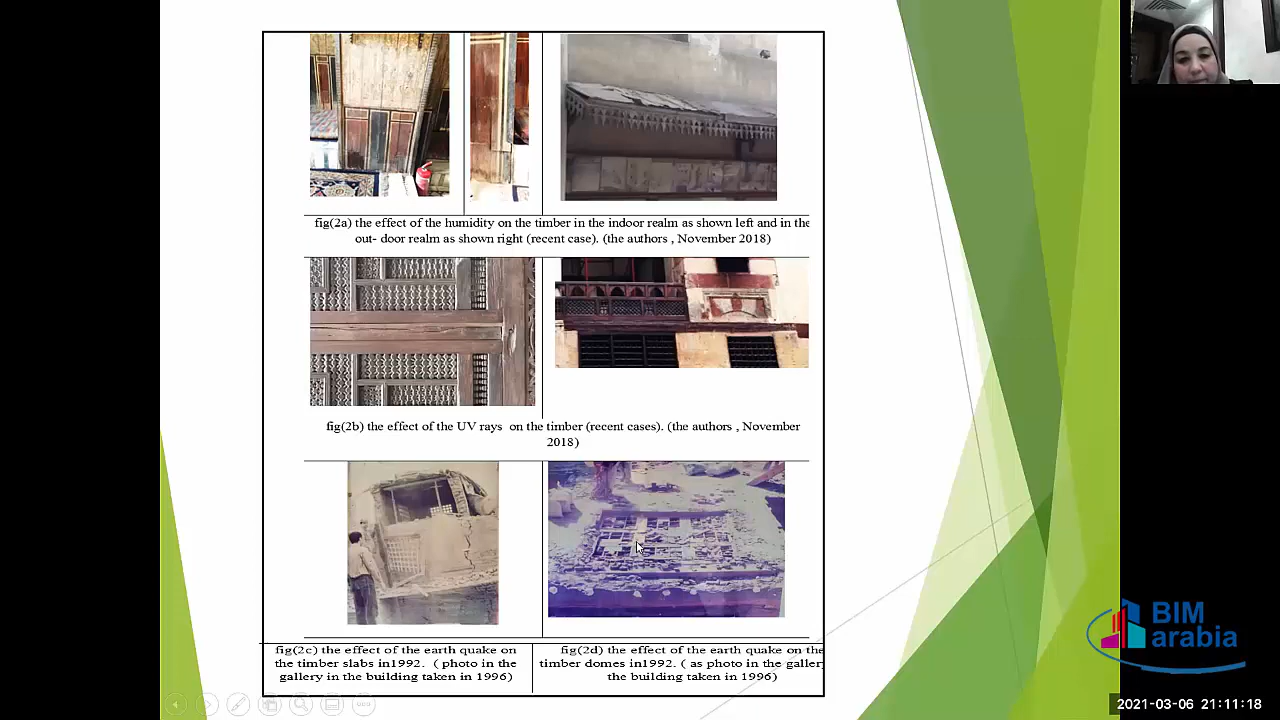 fig(2a) the effect of the humidity on the timber in the indoor realm as shown left and in the
out- door realm as shown right (recent case). (the authors , November 2018)
fig(2b) the effect of the UV rays on the timber (recent cases). (the authors , November
2018)
fig(2c) the effect of the earth quake on
the timber slabs in1992. ( photo in the
gallery in the building taken in 1996)
fig(2d) the effect of the earth quake on the
timber domes in1992. ( as photo in the gallery
the building taken in 1996)
BIM
arabia
2021-03-06 21:11:18